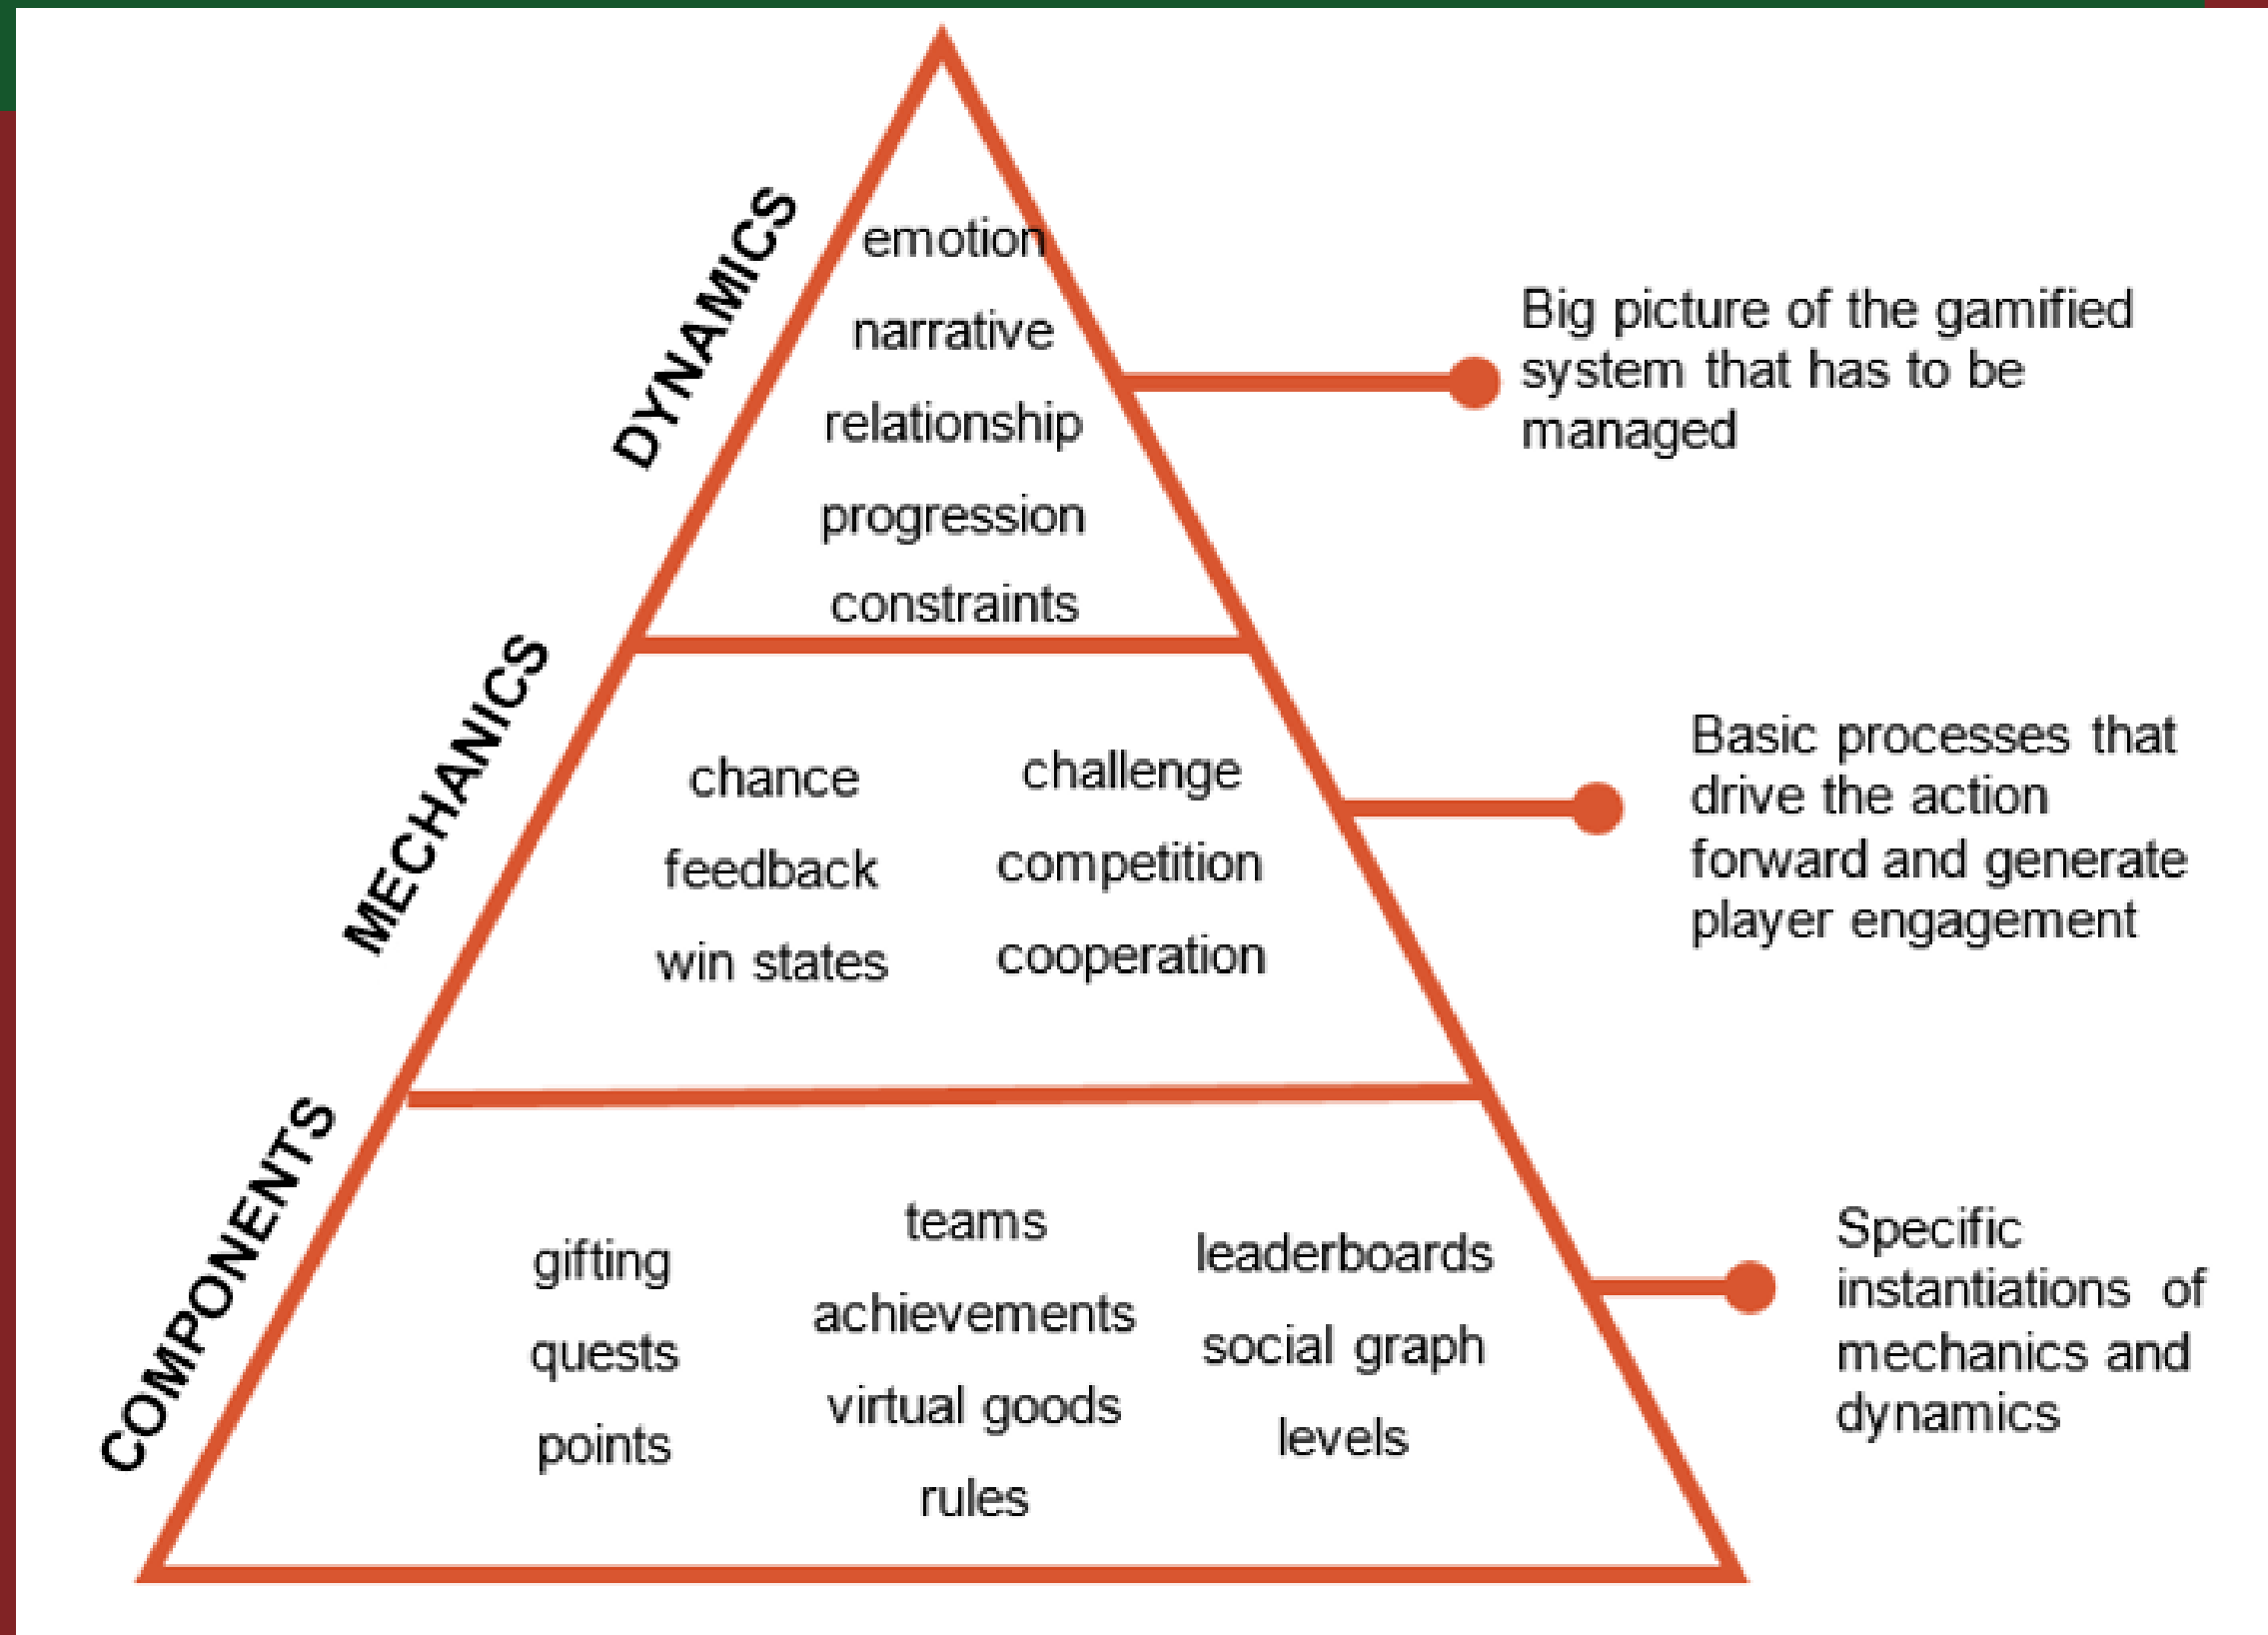 DYNAMICS
emotion
narrative
relationship
progression
constraints
Big picture of the gamified
system that has to be
managed
MECHANICS
chance
feedback
win states
challenge
competition
cooperation
Basic processes that
drive the action
forward and generate
player engagement
COMPONENTS
gifting
quests
points
teams
achievements
virtual goods
rules
leaderboards
social graph
levels
Specific
instantiations of
mechanics and
dynamics